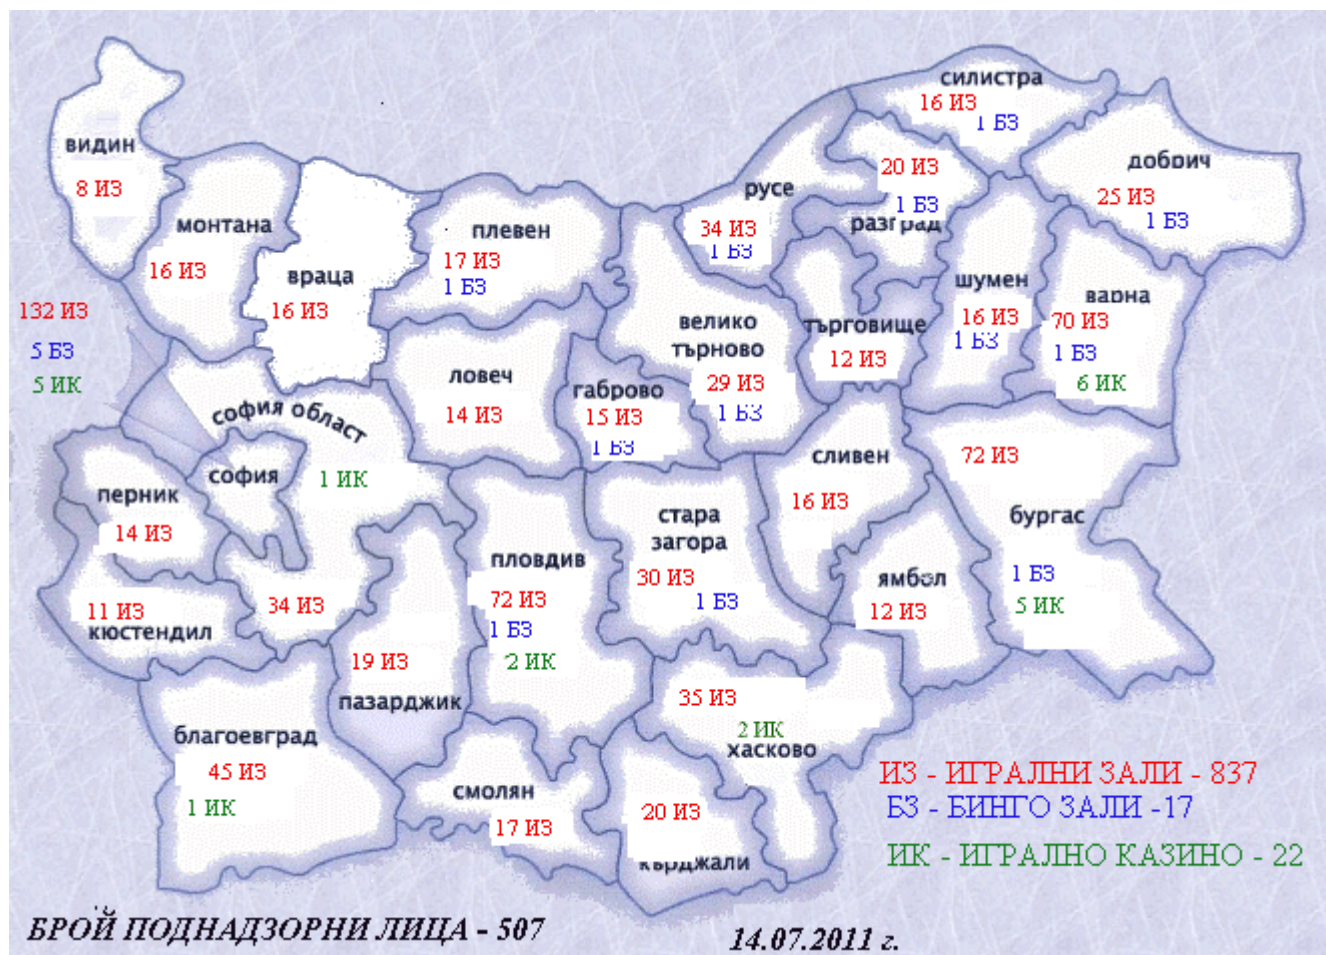 силистра
16 ИЗ
1 БЗ
видин
8 ИЗ
добрич
25 ИЗ
1 БЗ
русе
34 ИЗ
1 БЗ
20 ИЗ
1 БЗ
разград
монтана
16 ИЗ
плевен
17 ИЗ
1 БЗ
враца
16 ИЗ
шумен
16 ИЗ
1 БЗ
варна
70 ИЗ
1 БЗ
6 ИК
132 ИЗ
5 БЗ
5 ИК
велико
търново
29 ИЗ
1 БЗ
търговище
12 ИЗ
ловеч
14 ИЗ
габрово
15 ИЗ
1 БЗ
софия област
1 ИК
34 ИЗ
софия
перник
14 ИЗ
сливен
16 ИЗ
72 ИЗ
бургас
1 БЗ
5 ИК
стара
загора
30 ИЗ
1 БЗ
пловдив
72 ИЗ
1 БЗ
2 ИК
ямбол
12 ИЗ
11 ИЗ
кюстендил
19 ИЗ
пазарджик
35 ИЗ
2 ИК
хасково
благоевград
45 ИЗ
1 ИК
смолян
17 ИЗ
20 ИЗ
кърджали
ИЗ - ИГРАЛНИ ЗАЛИ - 837
БЗ - БИНГО ЗАЛИ -17
ИК - ИГРАЛНО КАЗИНО - 22
БРОЙ ПОДНАДЗОРНИ ЛИЦА - 507
14.07.2011 г.